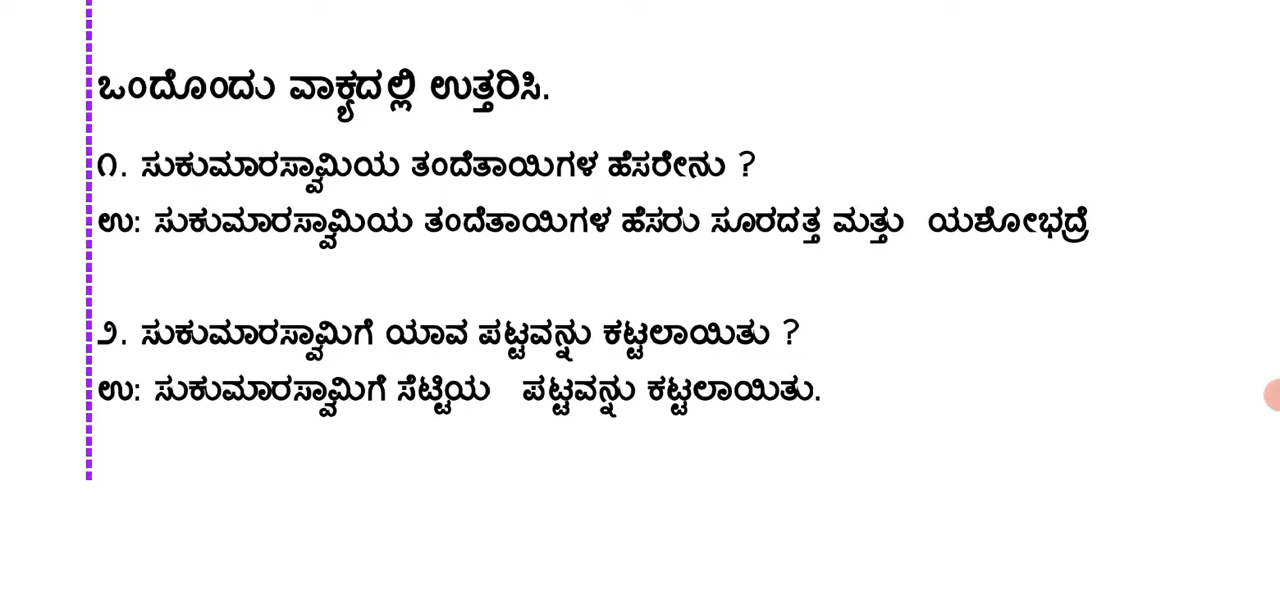 ಒಂದೊಂದು ವಾಕ್ಯದಲ್ಲಿ ಉತ್ತರಿಸಿ.
೧. ಸುಕುಮಾರಸ್ವಾಮಿಯ ತಂದೆತಾಯಿಗಳ ಹೆಸರೇನು ?
ಉ: ಸುಕುಮಾರಸ್ವಾಮಿಯ ತಂದೆತಾಯಿಗಳ ಹೆಸರು ಸೂರದತ್ತ ಮತ್ತು ಯಶೋಭದ್ರೆ
೨. ಸುಕುಮಾರಸ್ವಾಮಿಗೆ ಯಾವ ಪಟ್ಟವನ್ನು ಕಟ್ಟಲಾಯಿತು ?
ಉ: ಸುಕುಮಾರಸ್ವಾಮಿಗೆ ಸೆಟ್ಟಿಯ ಪಟ್ಟವನ್ನು ಕಟ್ಟಲಾಯಿತು.